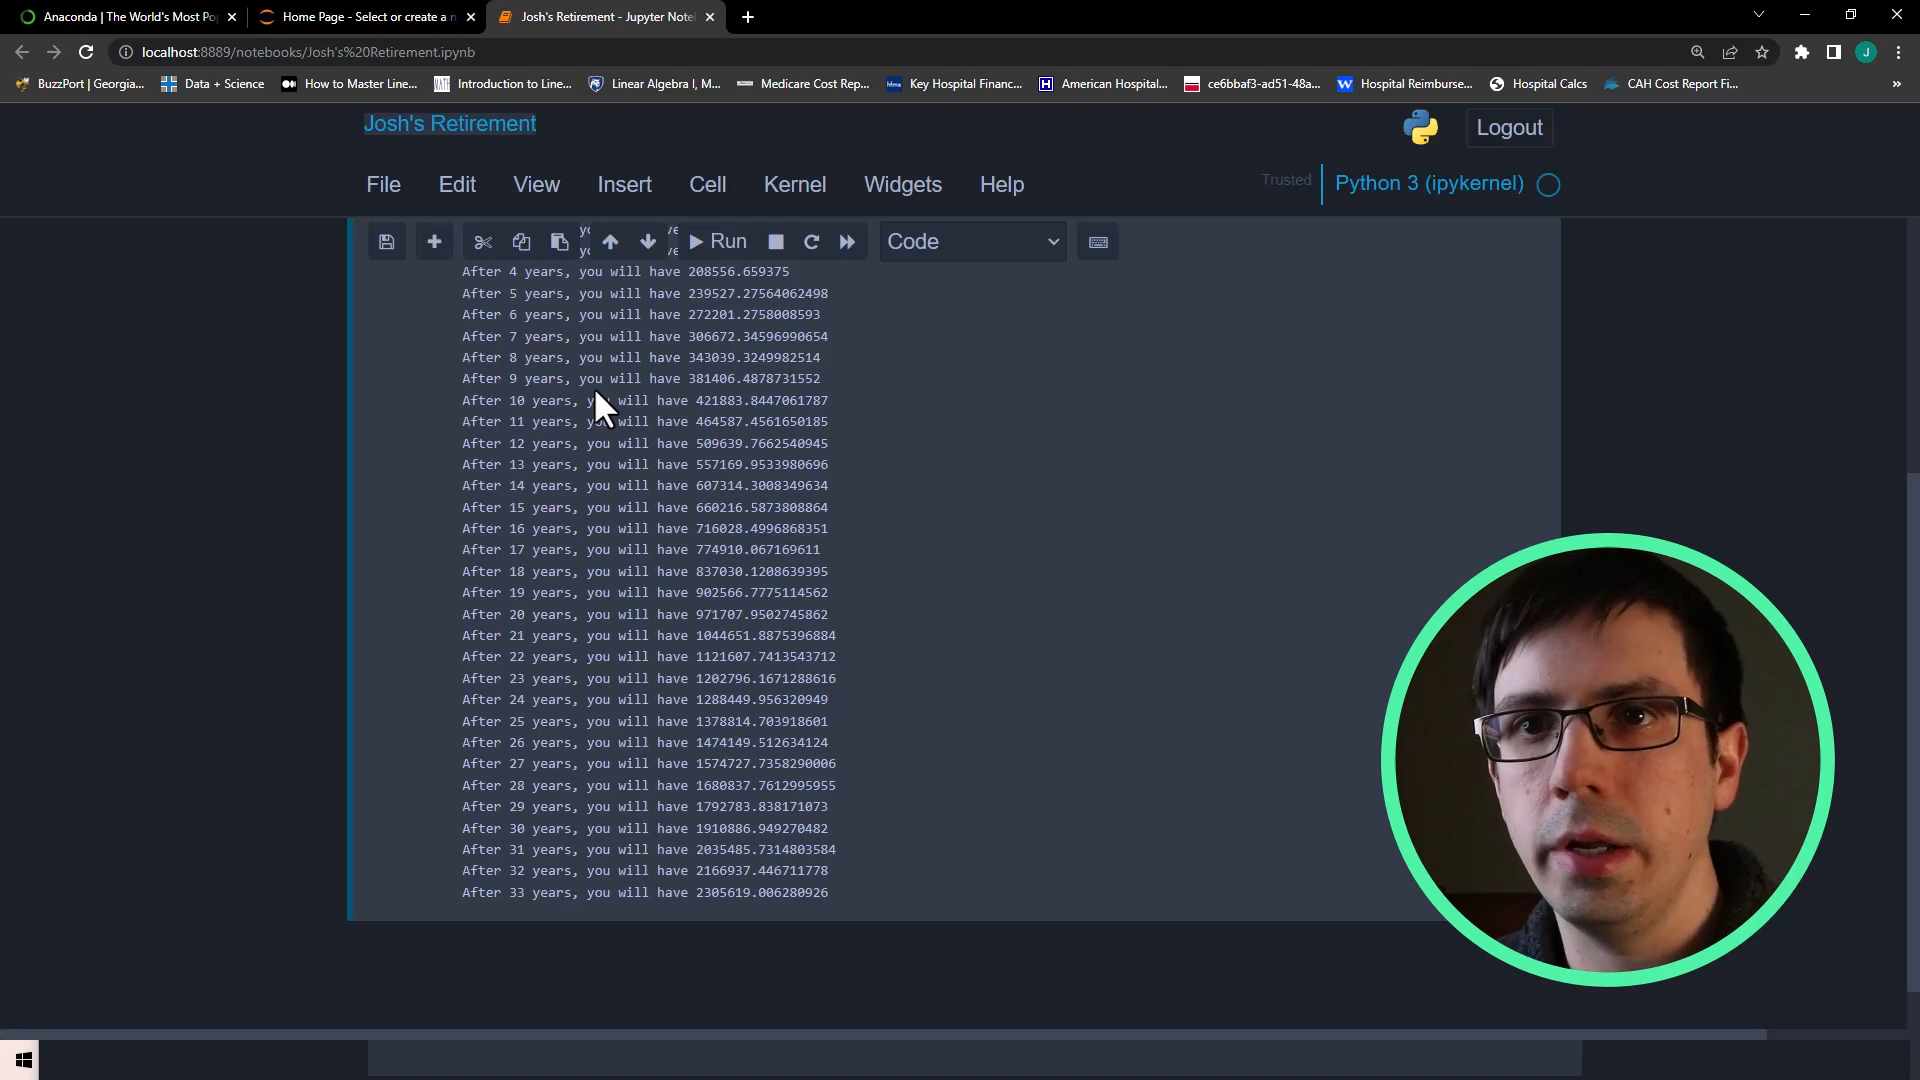 Anaconda | The World's Most Po
Home Page - Select or create a n
Josh's Retirement - Jupyter Note
localhost:8889/notebooks/Josh's%20Retirement.ipynb
J
BuzzPort | Georgia...
Data + Science
How to Master Line...
Introduction to Line...
Linear Algebra I, M...
Medicare Cost Rep...
Key Hospital Financ...
American Hospital...
ce6bbaf3-ad51-48a...
Hospital Reimburse...
Hospital Calcs
CAH Cost Report Fi...
Josh's Retirement
Logout
File Edit View Insert Cell Kernel Widgets Help
Trusted
Python 3 (ipykernel)
Run
Code
After 4 years, you will have 208556.659375
After 5 years, you will have 239527.27564062498
After 6 years, you will have 272201.2758008593
After 7 years, you will have 306672.34596990654
After 8 years, you will have 343039.3249982514
After 9 years, you will have 381406.4878731552
After 10 years, you will have 421883.8447061787
After 11 years, you will have 464587.4561650185
After 12 years, you will have 509639.7662540945
After 13 years, you will have 557169.9533980696
After 14 years, you will have 607314.3008349634
After 15 years, you will have 660216.5873808864
After 16 years, you will have 716028.4996868351
After 17 years, you will have 774910.067169611
After 18 years, you will have 837030.1208639395
After 19 years, you will have 902566.7775114562
After 20 years, you will have 971707.9502745862
After 21 years, you will have 1044651.8875396884
After 22 years, you will have 1121607.7413543712
After 23 years, you will have 1202796.1671288616
After 24 years, you will have 1288449.956320949
After 25 years, you will have 1378814.703918601
After 26 years, you will have 1474149.512634124
After 27 years, you will have 1574727.7358290006
After 28 years, you will have 1680837.7612995955
After 29 years, you will have 1792783.838171073
After 30 years, you will have 1910886.949270482
After 31 years, you will have 2035485.7314803584
After 32 years, you will have 2166937.446711778
After 33 years, you will have 2305619.006280926